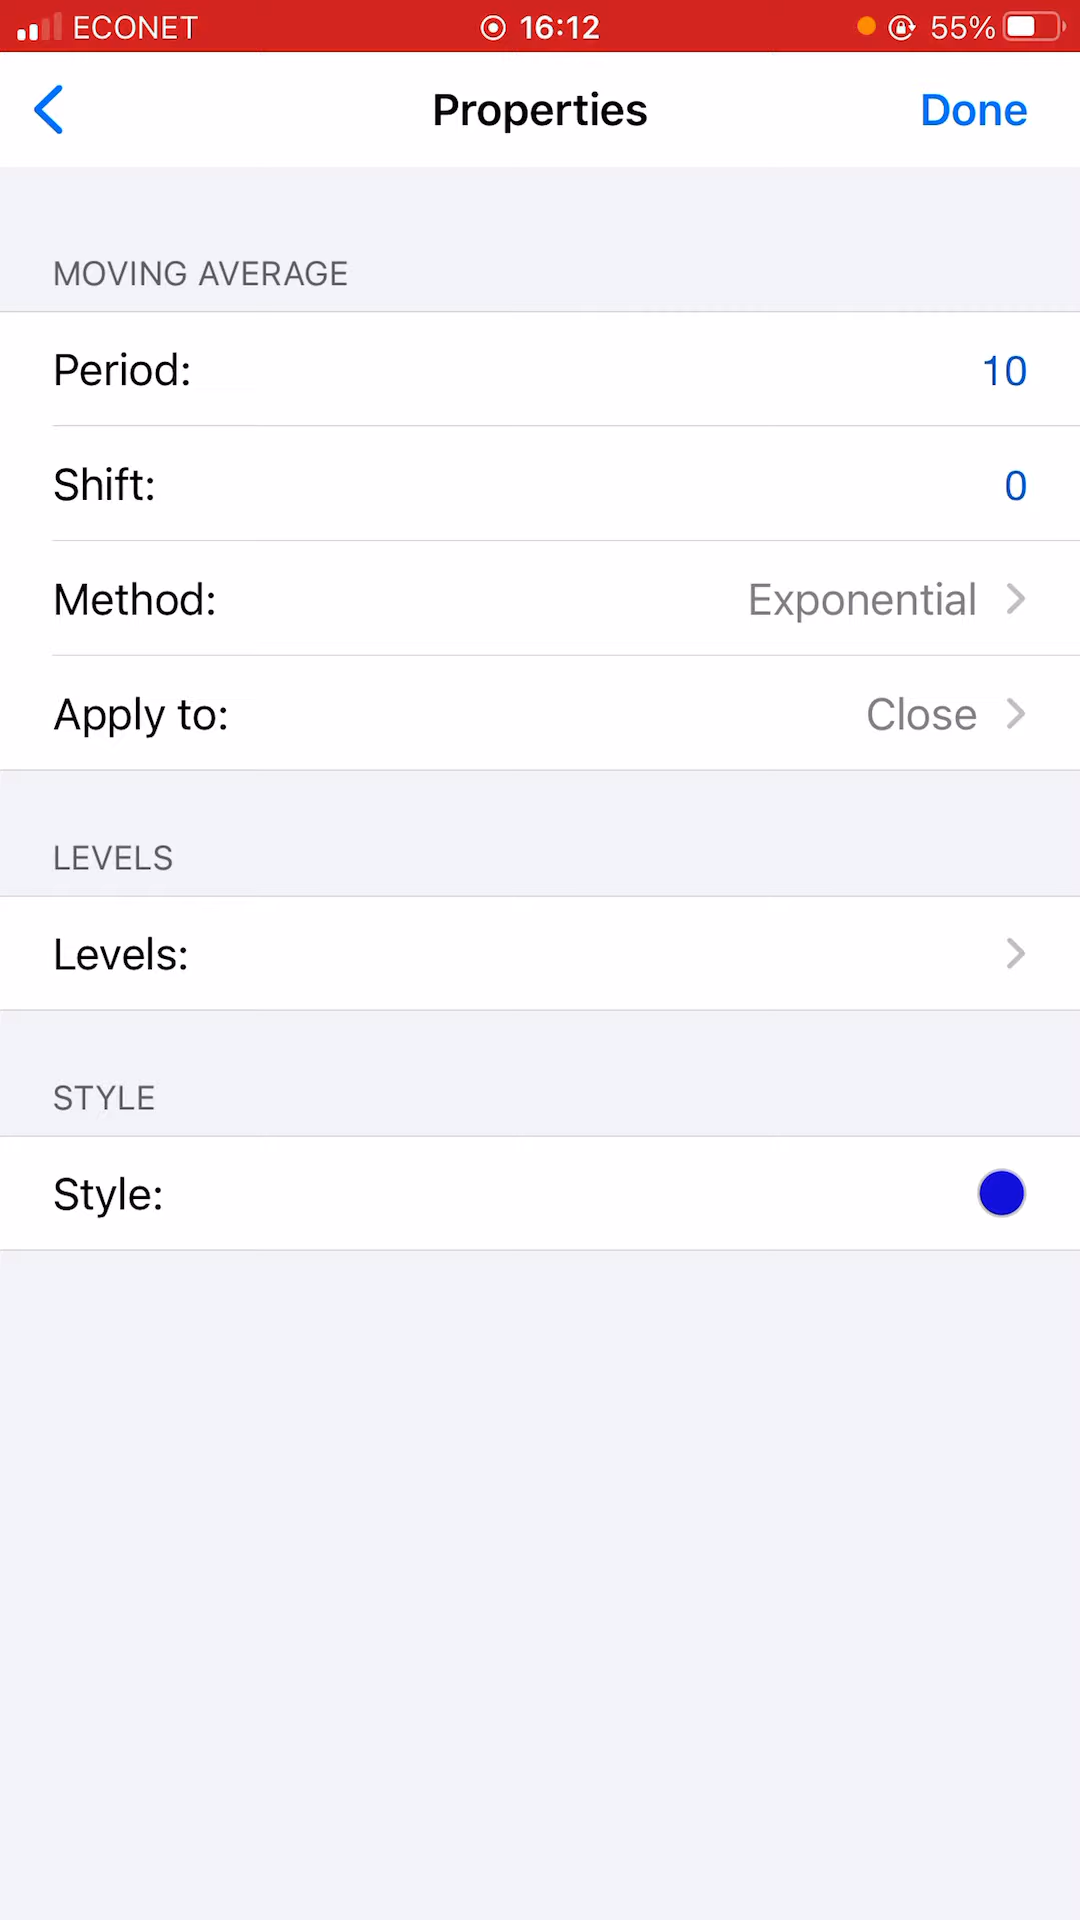 ECONET 16:12 55%
Properties Done
MOVING AVERAGE
Period: 10
Shift: 0
Method: Exponential
Apply to: Close
LEVELS
Levels:
STYLE
Style: